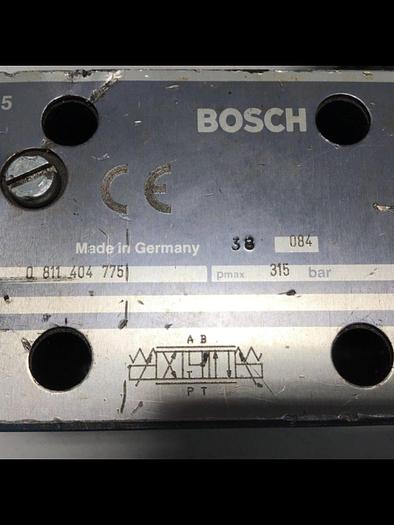 5
BOSCH
CE
Made in Germany 38 084
0 811 404 775 pmax 315 bar
A B
T
P T